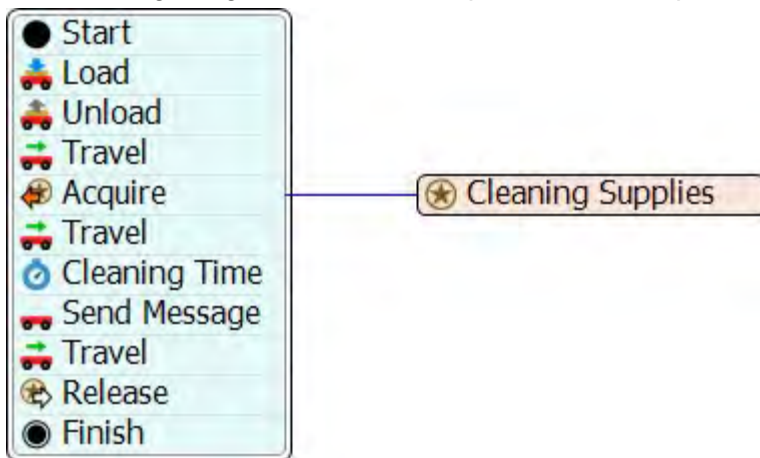 Start
Load
Unload
Travel
Acquire
Cleaning Supplies
Travel
Cleaning Time
Send Message
Travel
Release
Finish